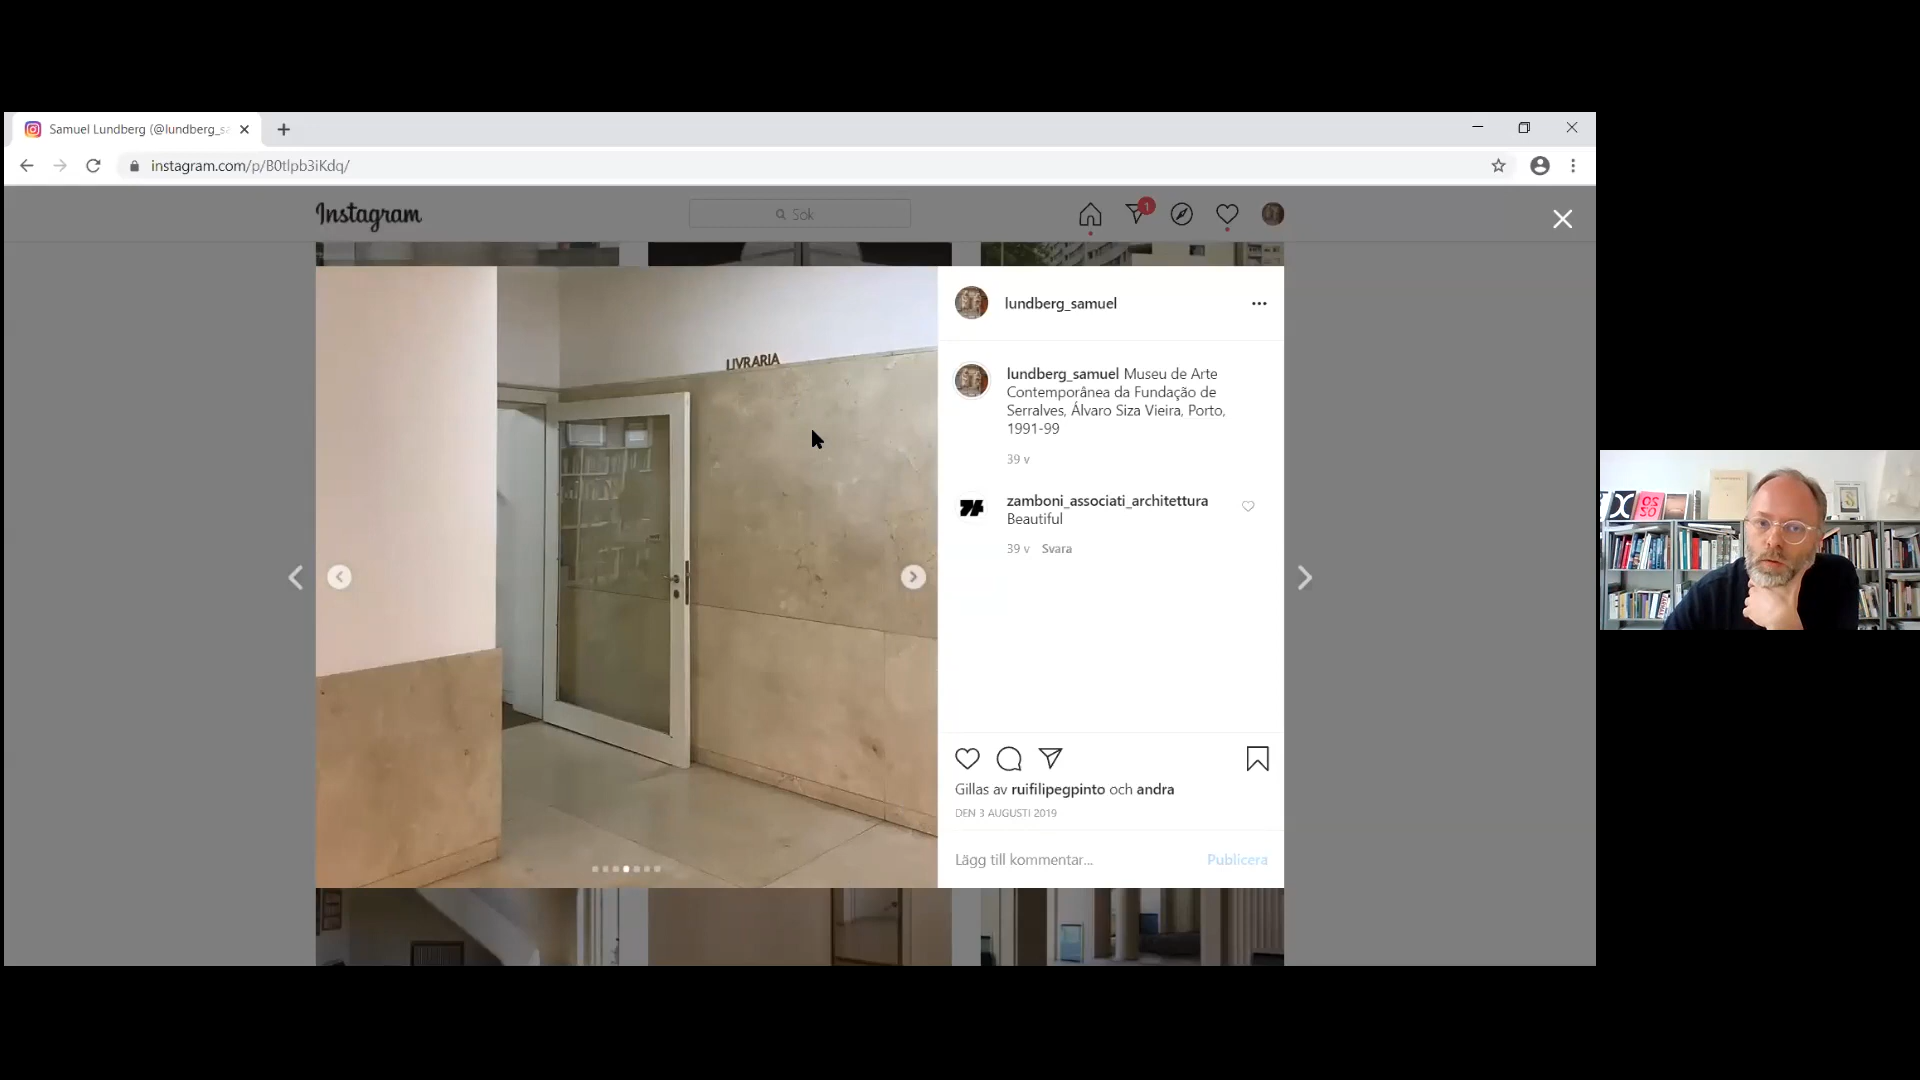 Samuel Lundberg (@lundberg_sa
instagram.com/p/B0tlpb3iKdq/
Instagram
Sök
1
LIVRARIA
lundberg_samuel
lundberg_samuel Museu de Arte
Contemporânea da Fundação de
Serralves, Álvaro Siza Vieira, Porto,
1991-99
39 v
zamboni_associati_architettura
Beautiful
39 v Svara
Gillas av ruifilipegpinto och andra
DEN 3 AUGUSTI 2019
Lägg till kommentar...
Publicera